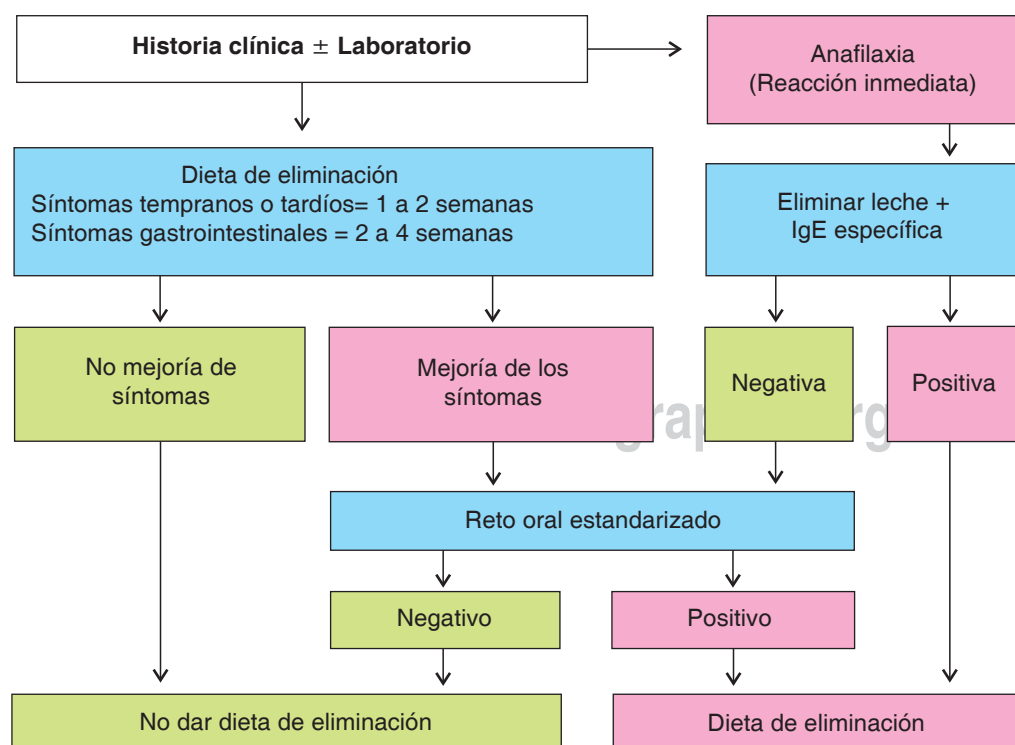 Historia clínica ± Laboratorio
Anafilaxia
(Reacción inmediata)
Dieta de eliminación
Síntomas tempranos o tardíos= 1 a 2 semanas
Síntomas gastrointestinales = 2 a 4 semanas
Eliminar leche +
IgE específica
No mejoría de
síntomas
Mejoría de los
síntomas
Negativa
Positiva
Reto oral estandarizado
Negativo
Positivo
No dar dieta de eliminación
Dieta de eliminación